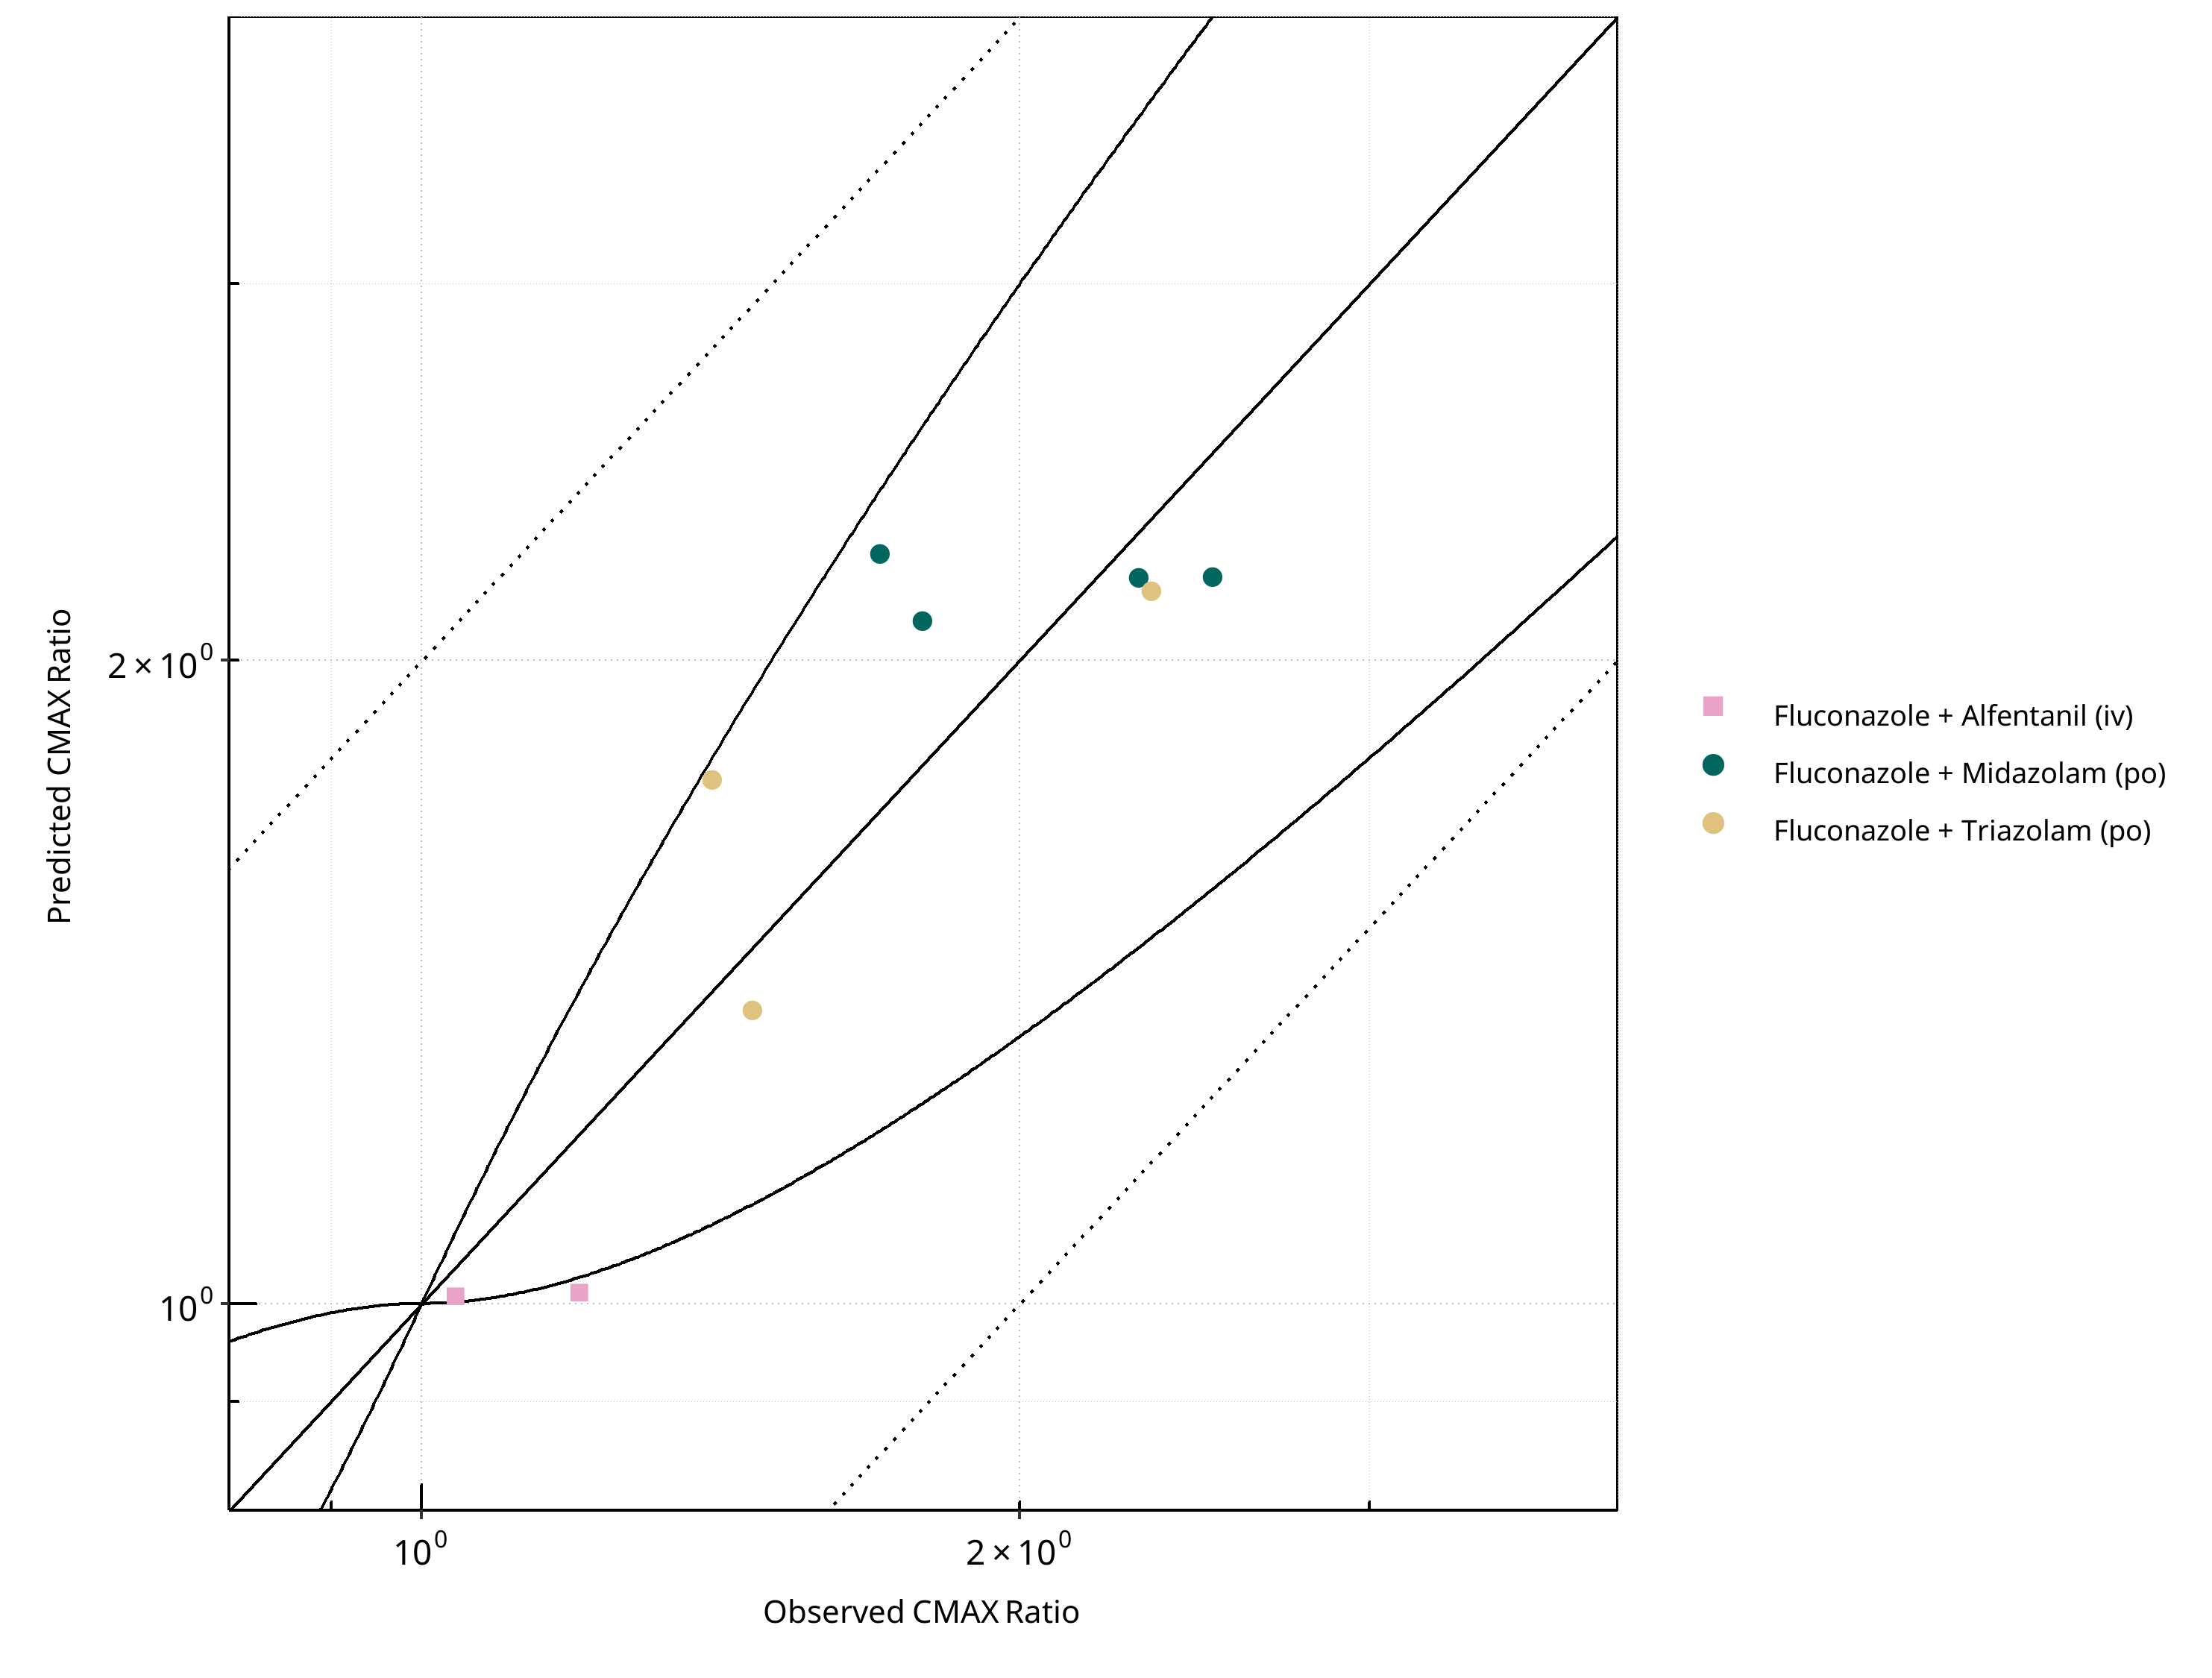 Predicted CMAX Ratio
2 × 10⁰
10⁰
10⁰
2 × 10⁰
Observed CMAX Ratio
Fluconazole + Alfentanil (iv)
Fluconazole + Midazolam (po)
Fluconazole + Triazolam (po)